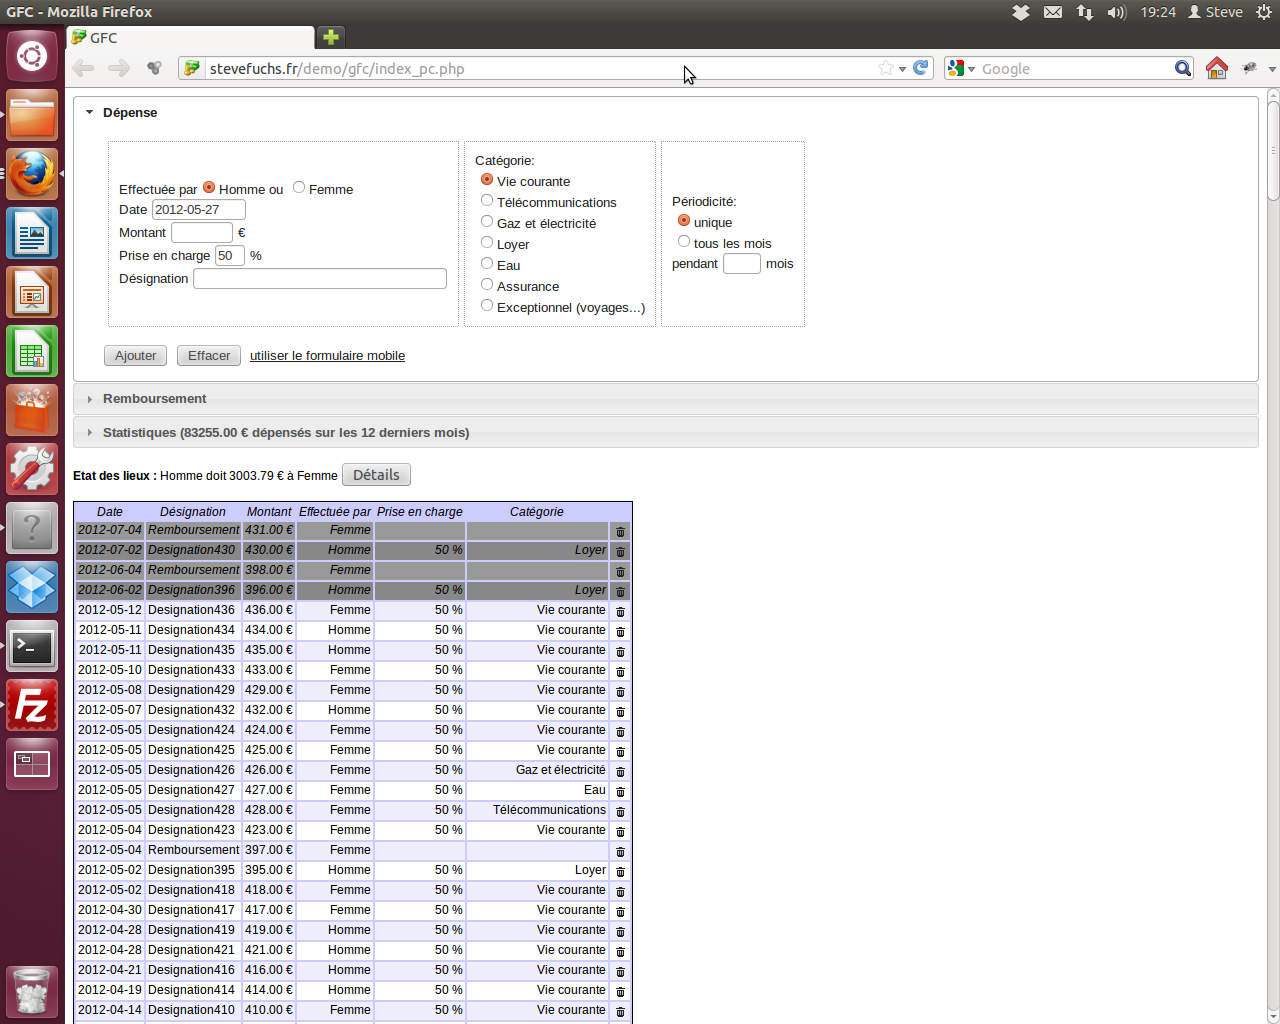 GFC - Mozilla Firefox
19:24
Steve
GFC
stevefuchs.fr/demo/gfc/index_pc.php
Google
Dépense
Effectuée par Homme ou Femme
Date 2012-05-27
Montant €
Prise en charge 50 %
Désignation
Catégorie:
Vie courante
Télécommunications
Gaz et électricité
Loyer
Eau
Assurance
Exceptionnel (voyages...)
Périodicité:
unique
tous les mois
pendant mois
Ajouter Effacer utiliser le formulaire mobile
Remboursement
Statistiques (83255.00 € dépensés sur les 12 derniers mois)
Etat des lieux : Homme doit 3003.79 € à Femme Détails
Date Désignation Montant Effectuée par Prise en charge Catégorie
2012-07-04 Remboursement 431.00 € Femme
2012-07-02 Designation430 430.00 € Homme 50 % Loyer
2012-06-04 Remboursement 398.00 € Femme
2012-06-02 Designation396 396.00 € Homme 50 % Loyer
2012-05-12 Designation436 436.00 € Femme 50 % Vie courante
2012-05-11 Designation434 434.00 € Homme 50 % Vie courante
2012-05-11 Designation435 435.00 € Homme 50 % Vie courante
2012-05-10 Designation433 433.00 € Femme 50 % Vie courante
2012-05-08 Designation429 429.00 € Femme 50 % Vie courante
2012-05-07 Designation432 432.00 € Homme 50 % Vie courante
2012-05-05 Designation424 424.00 € Femme 50 % Vie courante
2012-05-05 Designation425 425.00 € Femme 50 % Vie courante
2012-05-05 Designation426 426.00 € Femme 50 % Gaz et électricité
2012-05-05 Designation427 427.00 € Femme 50 % Eau
2012-05-05 Designation428 428.00 € Femme 50 % Télécommunications
2012-05-04 Designation423 423.00 € Femme 50 % Vie courante
2012-05-04 Remboursement 397.00 € Femme
2012-05-02 Designation395 395.00 € Homme 50 % Loyer
2012-05-02 Designation418 418.00 € Femme 50 % Vie courante
2012-04-30 Designation417 417.00 € Femme 50 % Vie courante
2012-04-28 Designation419 419.00 € Homme 50 % Vie courante
2012-04-28 Designation421 421.00 € Homme 50 % Vie courante
2012-04-21 Designation416 416.00 € Homme 50 % Vie courante
2012-04-19 Designation414 414.00 € Homme 50 % Vie courante
2012-04-14 Designation410 410.00 € Femme 50 % Vie courante